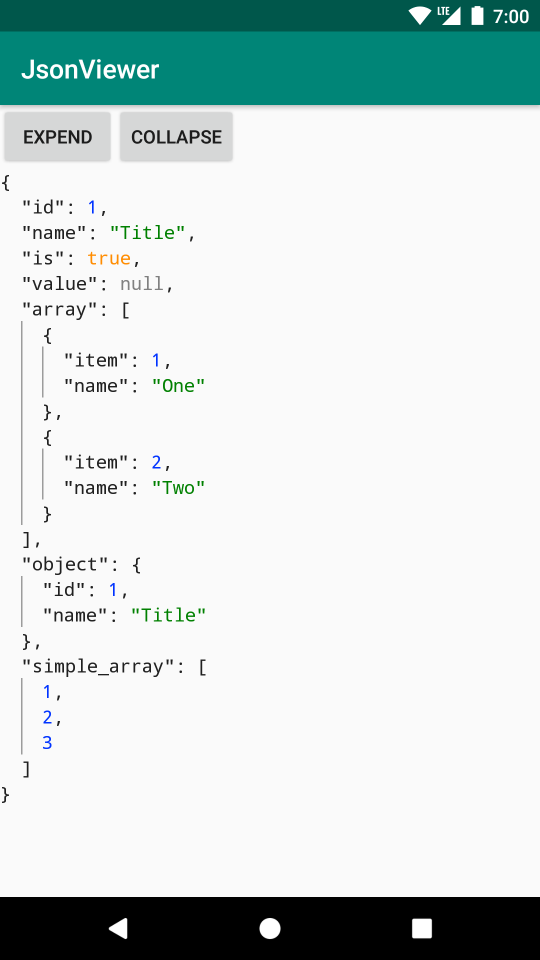 LTE 7:00
JsonViewer
EXPEND COLLAPSE
{
  "id": 1,
  "name": "Title",
  "is": true,
  "value": null,
  "array": [
    {
      "item": 1,
      "name": "One"
    },
    {
      "item": 2,
      "name": "Two"
    }
  ],
  "object": {
    "id": 1,
    "name": "Title"
  },
  "simple_array": [
    1,
    2,
    3
  ]
}